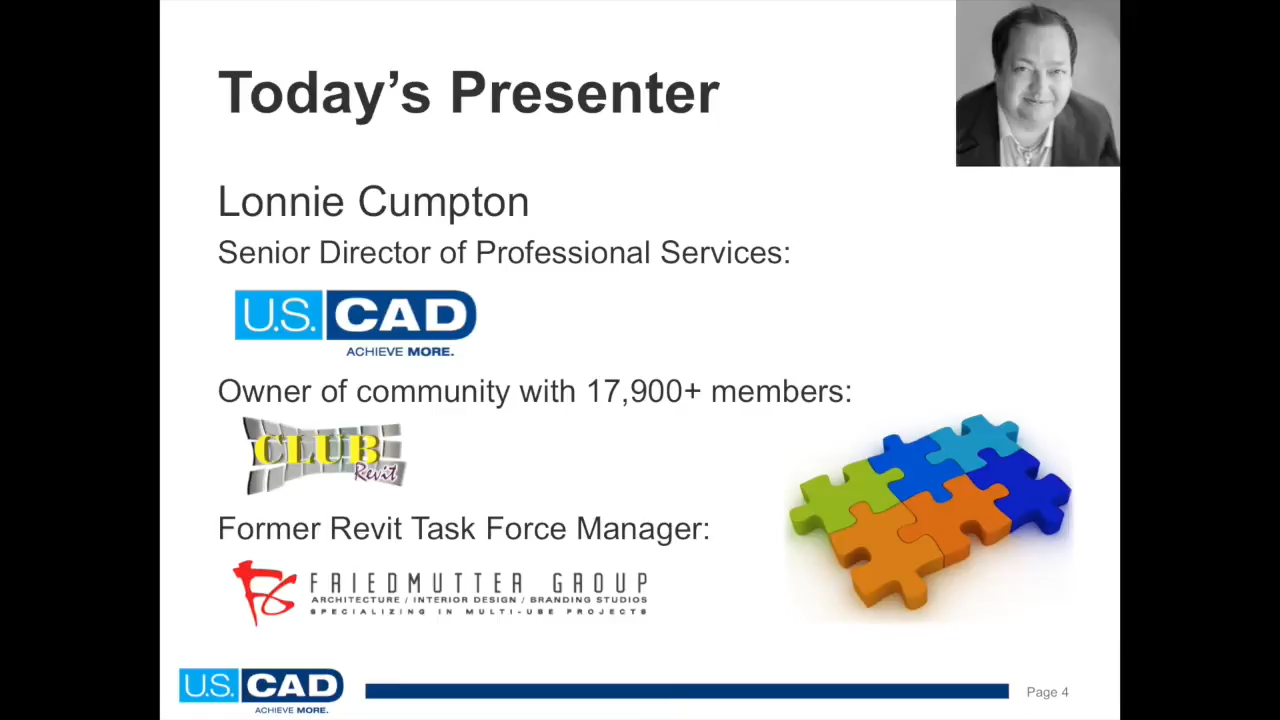 Today’s Presenter
Lonnie Cumpton
Senior Director of Professional Services:
U.S. CAD
ACHIEVE MORE.
Owner of community with 17,900+ members:
CLUB
Revit
Former Revit Task Force Manager:
FG FRIEDMUTTER GROUP
ARCHITECTURE / INTERIOR DESIGN / BRANDING STUDIOS
SPECIALIZING IN MULTI-USE PROJECTS
U.S. CAD
ACHIEVE MORE.
Page 4